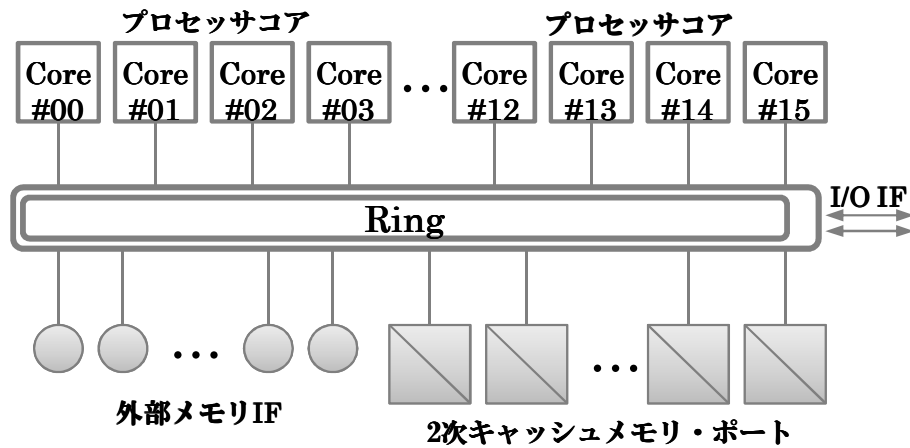 プロセッサコア
プロセッサコア
Core
#00
Core
#01
Core
#02
Core
#03
...
Core
#12
Core
#13
Core
#14
Core
#15
Ring
I/O IF
...
...
外部メモリIF
2次キャッシュメモリ・ポート